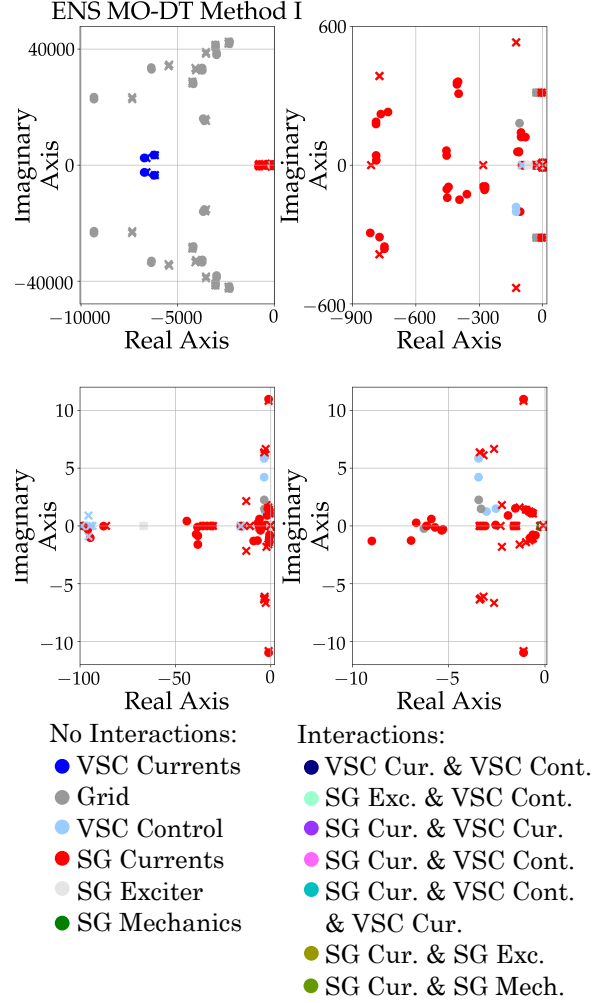 ENS MO-DT Method I
40000
0
−40000
−10000
−5000
0
Real Axis
Imaginary
Axis
600
0
−600
−900
−600
−300
0
Real Axis
Imaginary
Axis
10
5
0
−5
−10
−100
−50
0
Real Axis
Imaginary
Axis
10
5
0
−5
−10
−10
−5
0
Real Axis
Imaginary
Axis
No Interactions:
VSC Currents
Grid
VSC Control
SG Currents
SG Exciter
SG Mechanics
Interactions:
VSC Cur. & VSC Cont.
SG Exc. & VSC Cont.
SG Cur. & VSC Cur.
SG Cur. & VSC Cont.
SG Cur. & VSC Cont.
& VSC Cur.
SG Cur. & SG Exc.
SG Cur. & SG Mech.